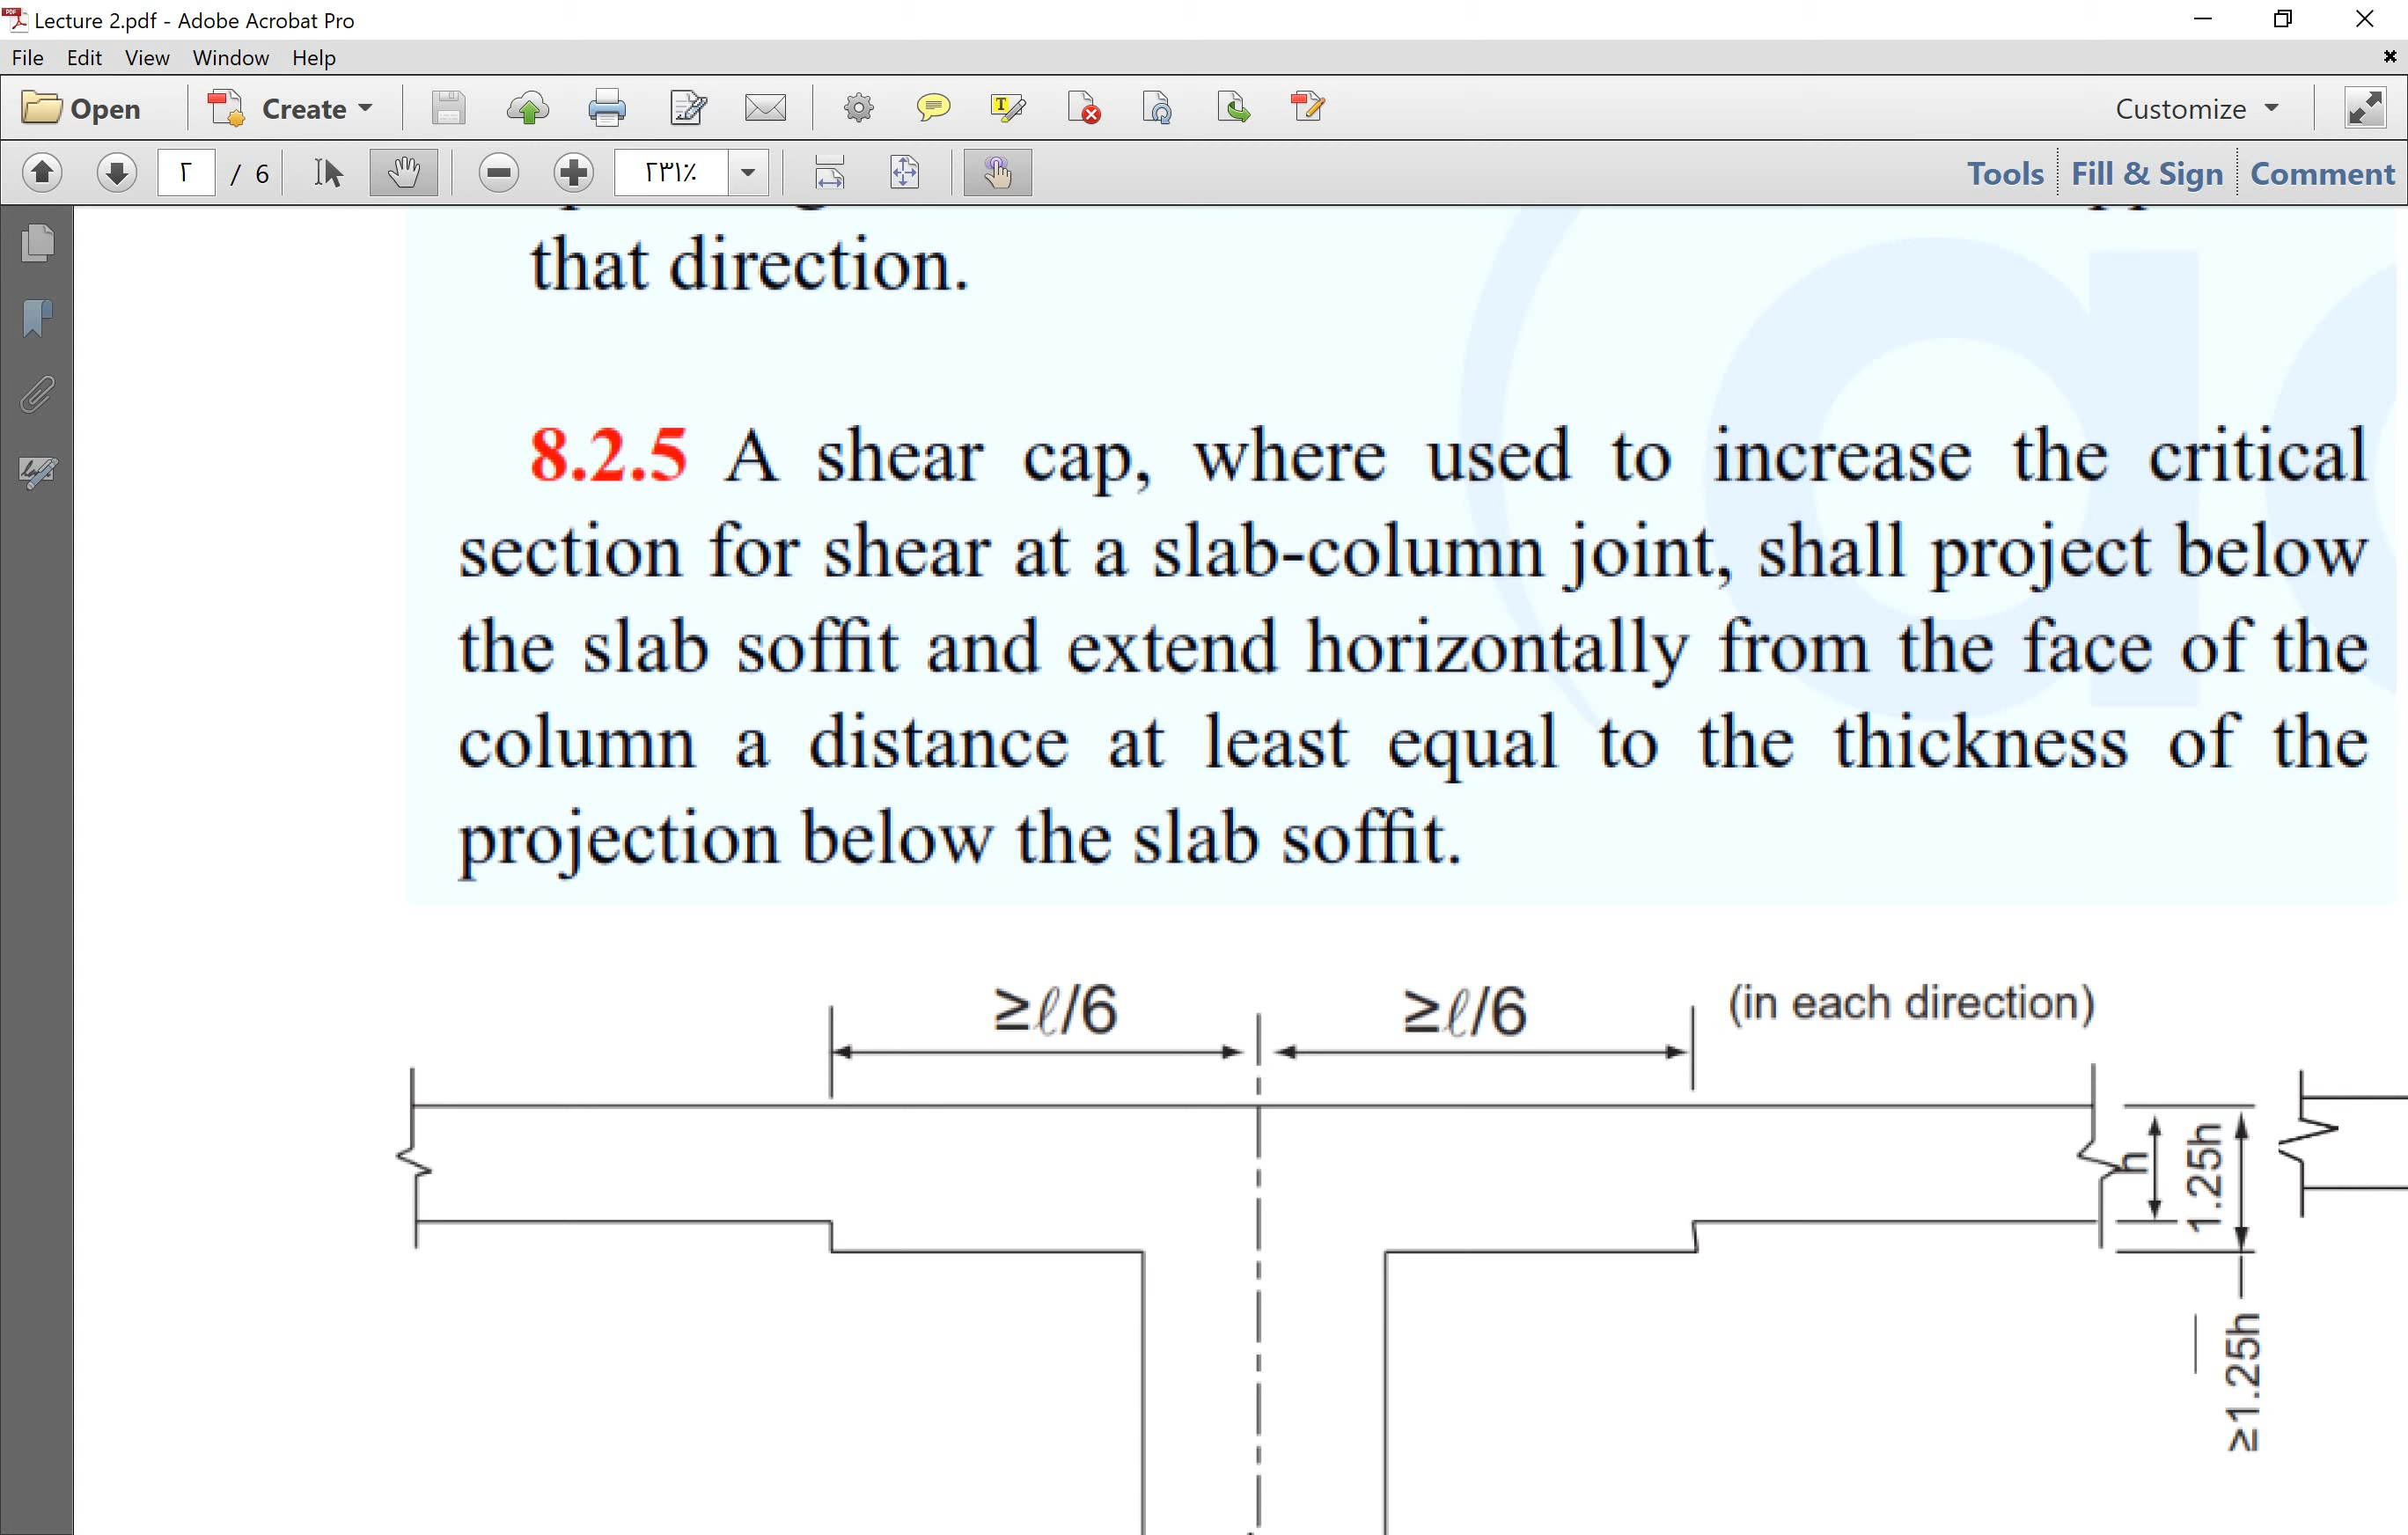 Lecture 2.pdf - Adobe Acrobat Pro
File Edit View Window Help
Open Create Customize
٢ / 6 ٢٣١٪ Tools Fill & Sign Comment
that direction.
8.2.5 A shear cap, where used to increase the critical
section for shear at a slab-column joint, shall project below
the slab soffit and extend horizontally from the face of the
column a distance at least equal to the thickness of the
projection below the slab soffit.
≥ℓ/6 ≥ℓ/6 (in each direction)
h
1.25h
≥1.25h